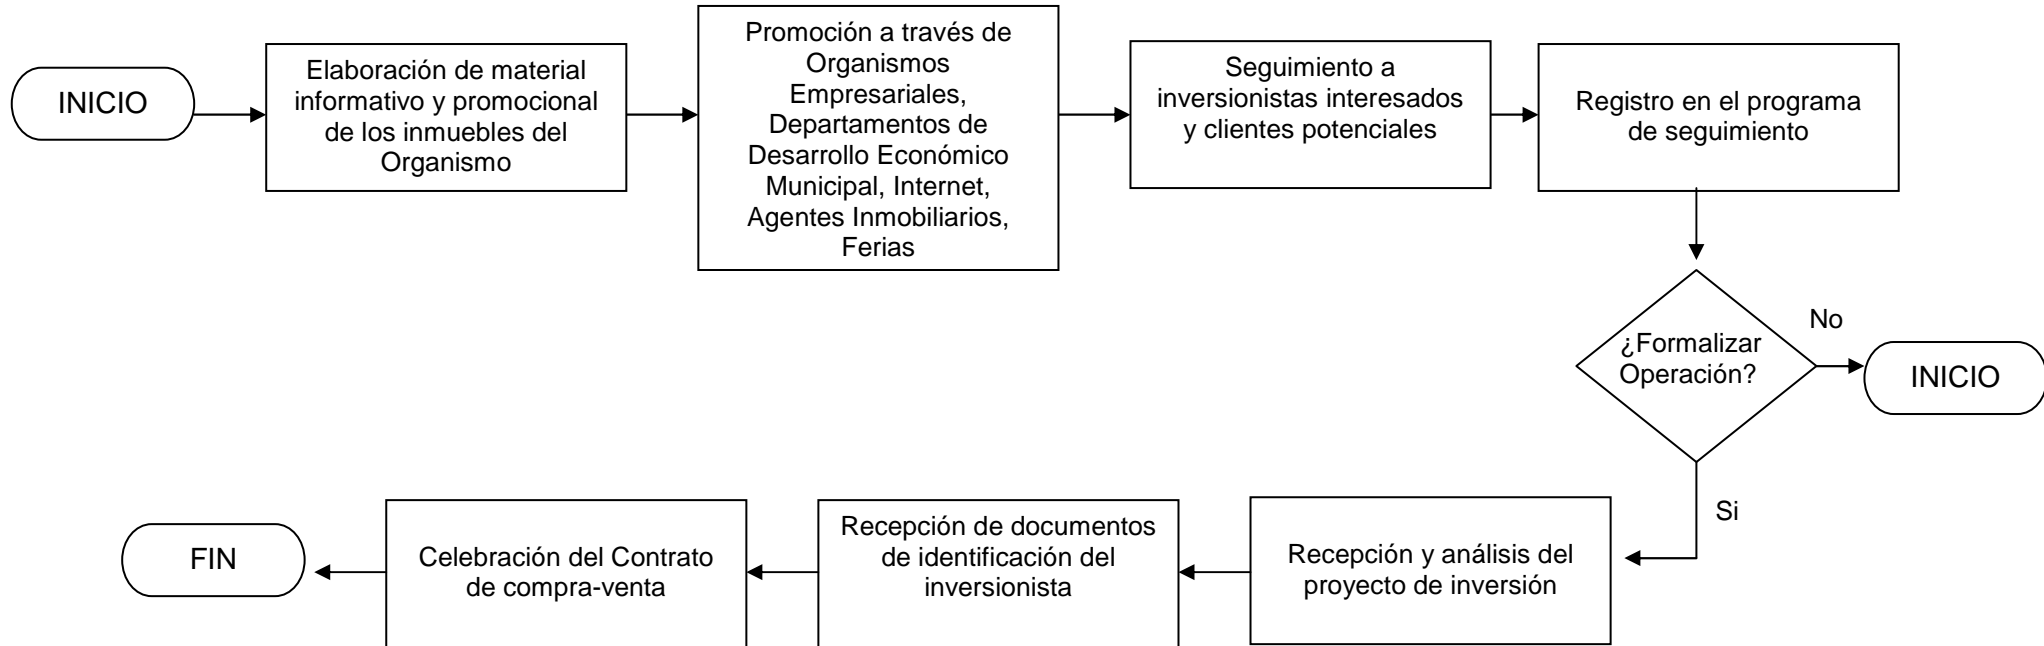 INICIO
Elaboración de material
informativo y promocional
de los inmuebles del
Organismo
Promoción a través de
Organismos
Empresariales,
Departamentos de
Desarrollo Económico
Municipal, Internet,
Agentes Inmobiliarios,
Ferias
Seguimiento a
inversionistas interesados
y clientes potenciales
Registro en el programa
de seguimiento
¿Formalizar
Operación?
No
INICIO
Si
Recepción y análisis del
proyecto de inversión
Recepción de documentos
de identificación del
inversionista
Celebración del Contrato
de compra-venta
FIN